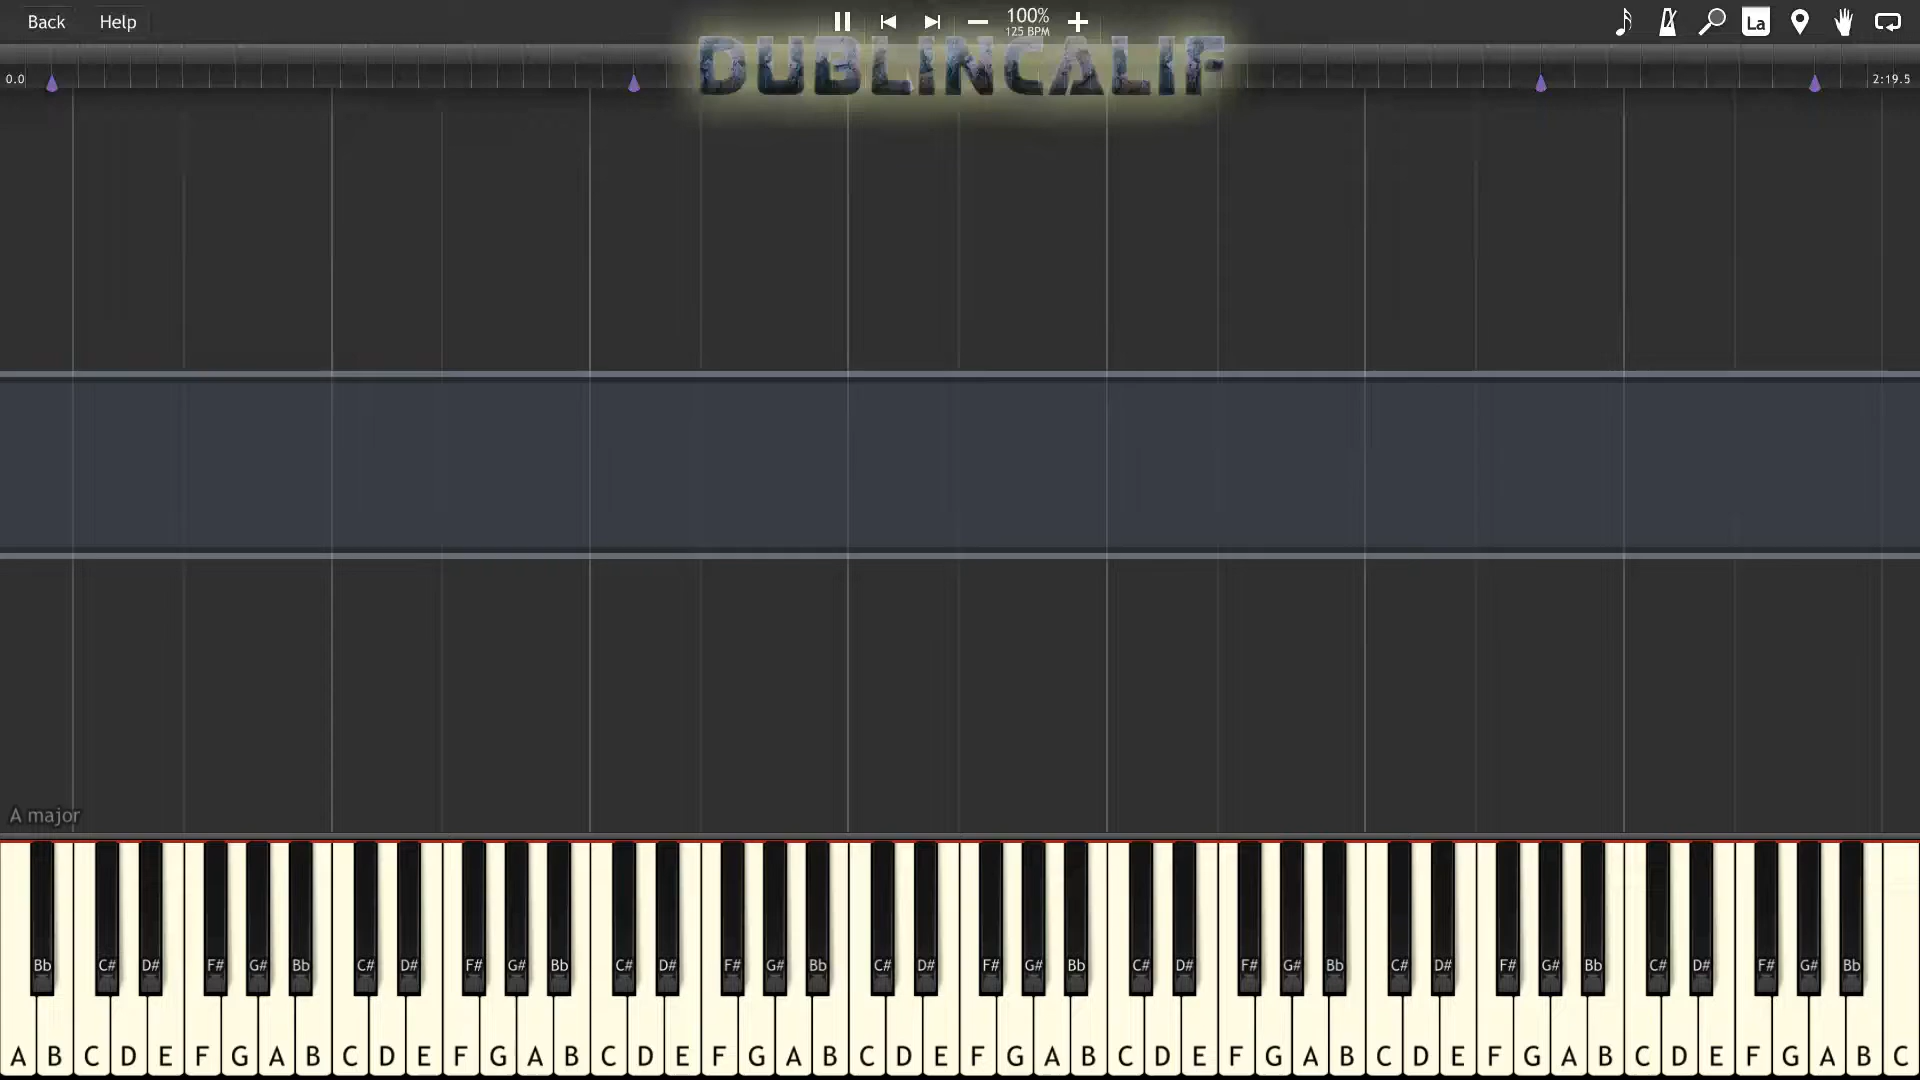 Back Help 100% La
125 BPM
DUBLINCALIF
0.0 2:19.5
A major
Bb C# D# F# G# Bb C# D# F# G# Bb C# D# F# G# Bb C# D# F# G# Bb C# D# F# G# Bb C# D# F# G# Bb C# D# F# G# Bb
A B C D E F G A B C D E F G A B C D E F G A B C D E F G A B C D E F G A B C D E F G A B C D E F G A B C